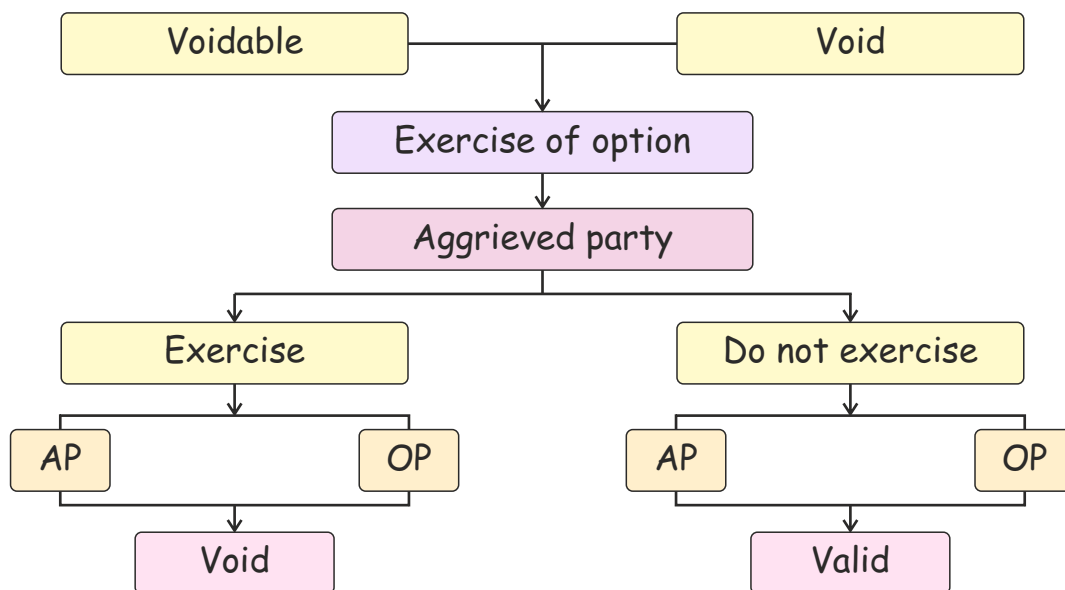 Voidable
Void
Exercise of option
Aggrieved party
Exercise
Do not exercise
AP
OP
AP
OP
Void
Valid